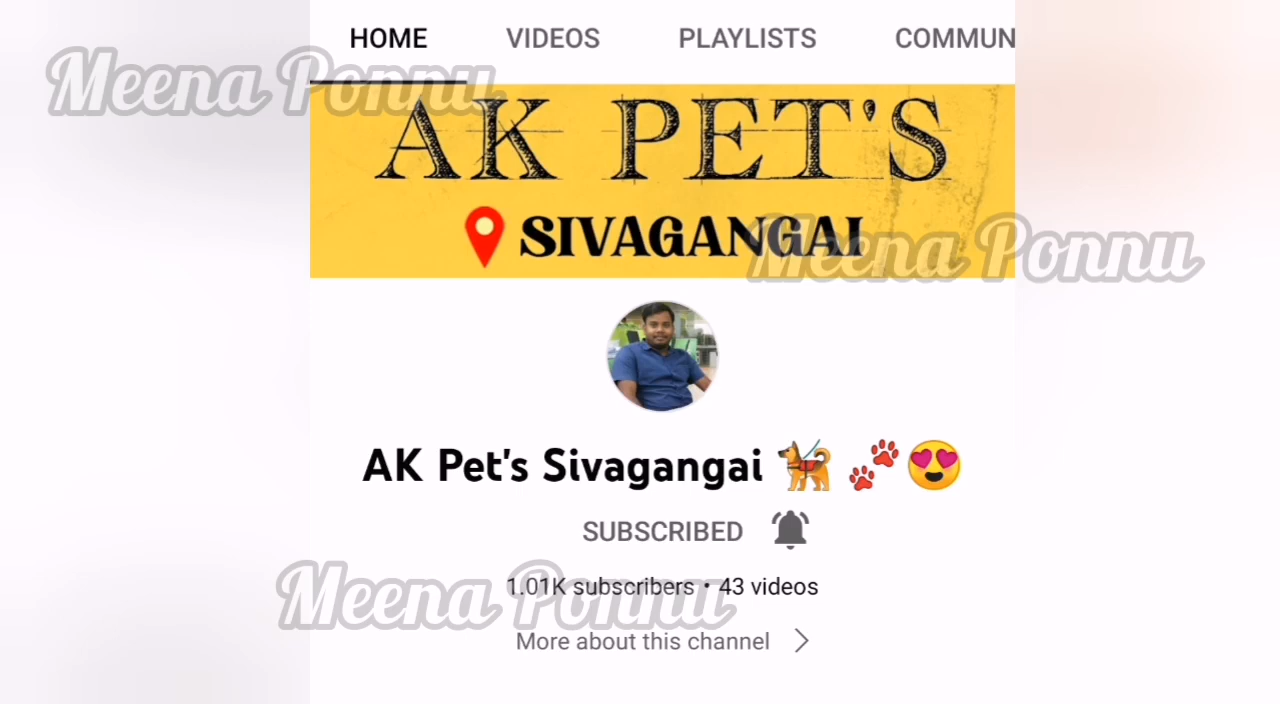 HOME VIDEOS PLAYLISTS COMMUN
Meena Ponnu
AK PET'S
SIVAGANGAI
Meena Ponnu
AK Pet's Sivagangai 🐕‍🦺 🐾😍
SUBSCRIBED
1.01K subscribers • 43 videos
Meena Ponnu
More about this channel